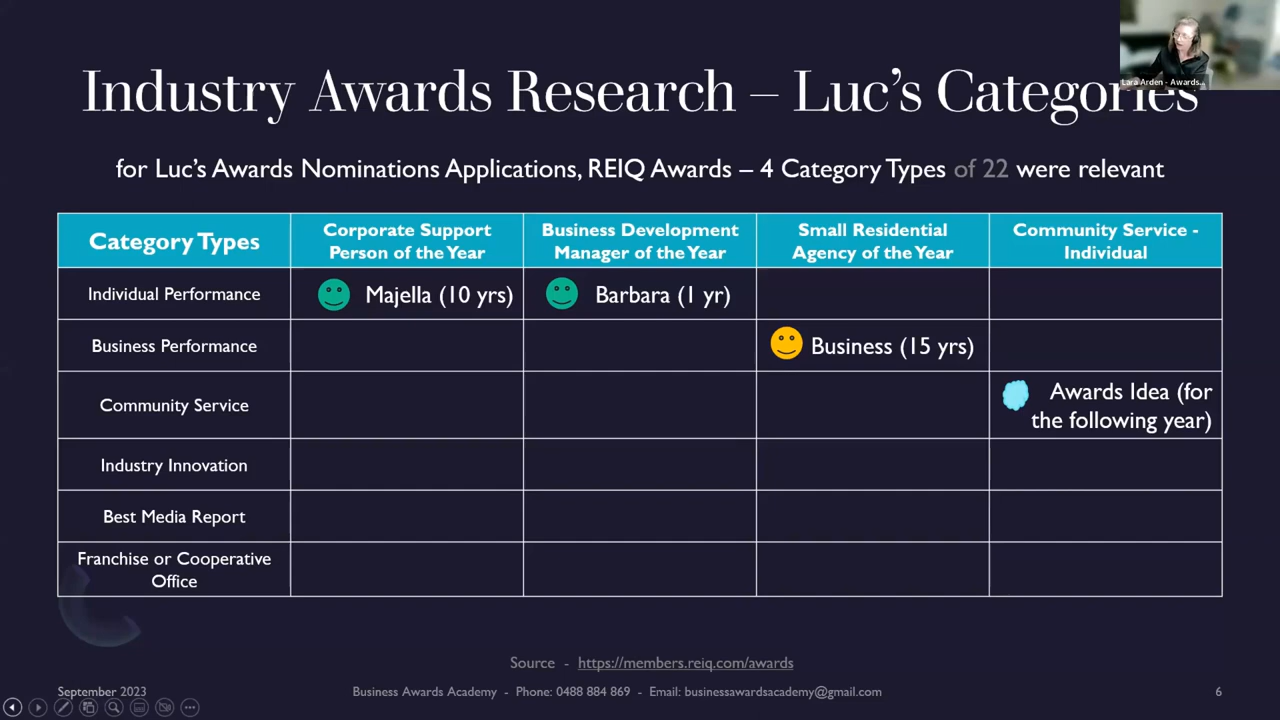 Lara Arden - Awards...
Industry Awards Research – Luc's Categories
for Luc's Awards Nominations Applications, REIQ Awards – 4 Category Types of 22 were relevant
Category Types
Corporate Support
Person of the Year
Business Development
Manager of the Year
Small Residential
Agency of the Year
Community Service -
Individual
Individual Performance
Majella (10 yrs)
Barbara (1 yr)
Business Performance
Business (15 yrs)
Community Service
Awards Idea (for
the following year)
Industry Innovation
Best Media Report
Franchise or Cooperative
Office
Source - https://members.reiq.com/awards
September 2023
Business Awards Academy - Phone: 0488 884 869 - Email: businessawardsacademy@gmail.com
6